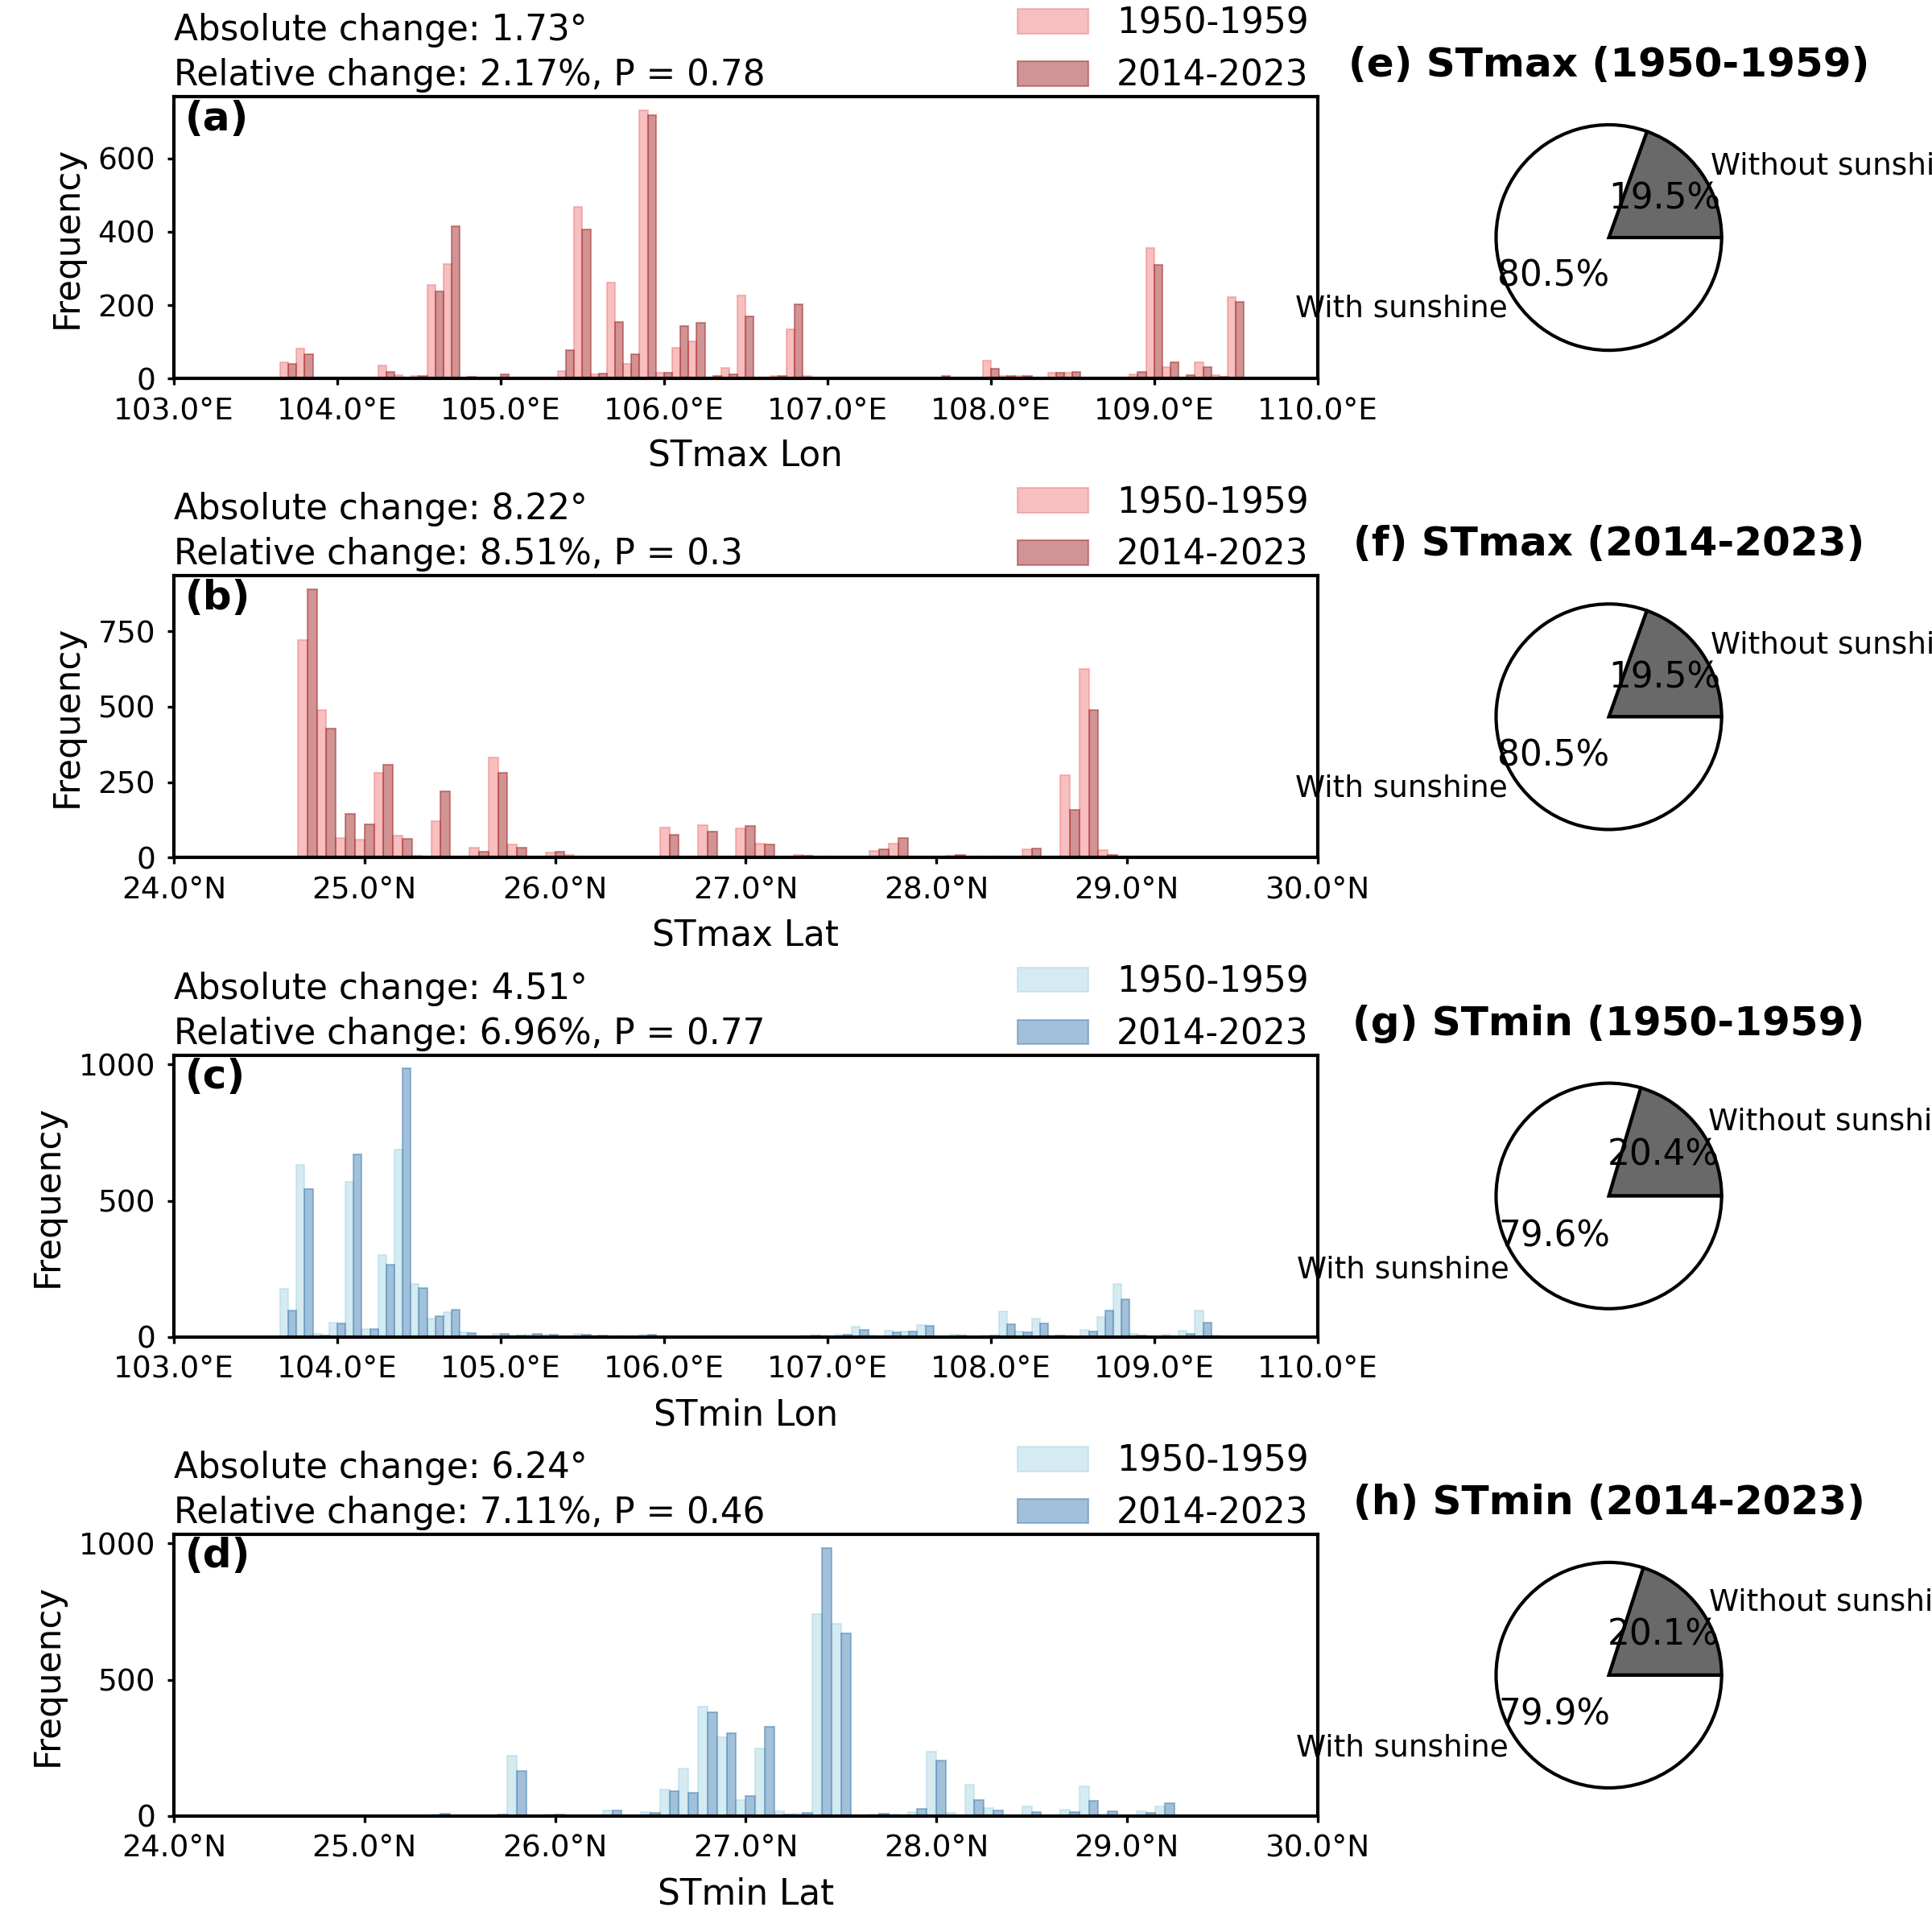 Absolute change: 1.73°
Relative change: 2.17%, P = 0.78
1950-1959
2014-2023
(a)
Frequency
600
400
200
0
103.0°E 104.0°E 105.0°E 106.0°E 107.0°E 108.0°E 109.0°E 110.0°E
STmax Lon
(e) STmax (1950-1959)
Without sunshi
19.5%
80.5%
With sunshine
Absolute change: 8.22°
Relative change: 8.51%, P = 0.3
1950-1959
2014-2023
(b)
Frequency
750
500
250
0
24.0°N 25.0°N 26.0°N 27.0°N 28.0°N 29.0°N 30.0°N
STmax Lat
(f) STmax (2014-2023)
Without sunshi
19.5%
80.5%
With sunshine
Absolute change: 4.51°
Relative change: 6.96%, P = 0.77
1950-1959
2014-2023
(c)
Frequency
1000
500
0
103.0°E 104.0°E 105.0°E 106.0°E 107.0°E 108.0°E 109.0°E 110.0°E
STmin Lon
(g) STmin (1950-1959)
Without sunshi
20.4%
79.6%
With sunshine
Absolute change: 6.24°
Relative change: 7.11%, P = 0.46
1950-1959
2014-2023
(d)
Frequency
1000
500
0
24.0°N 25.0°N 26.0°N 27.0°N 28.0°N 29.0°N 30.0°N
STmin Lat
(h) STmin (2014-2023)
Without sunshi
20.1%
79.9%
With sunshine